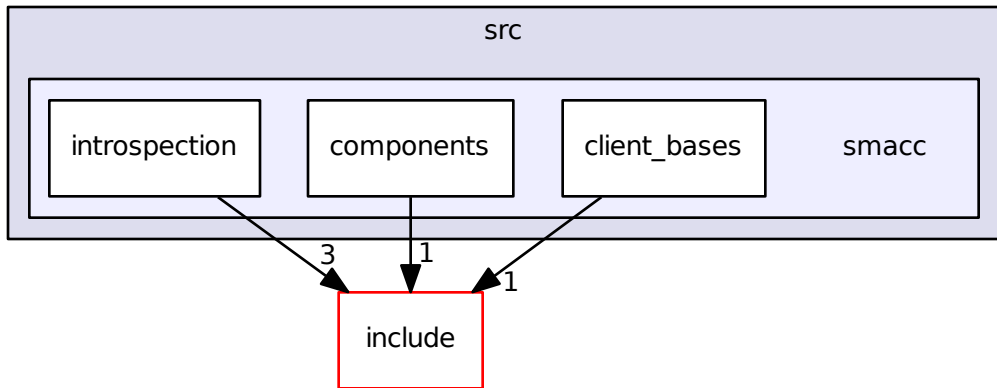 src
introspection
components
client_bases
smacc
3
1
1
include